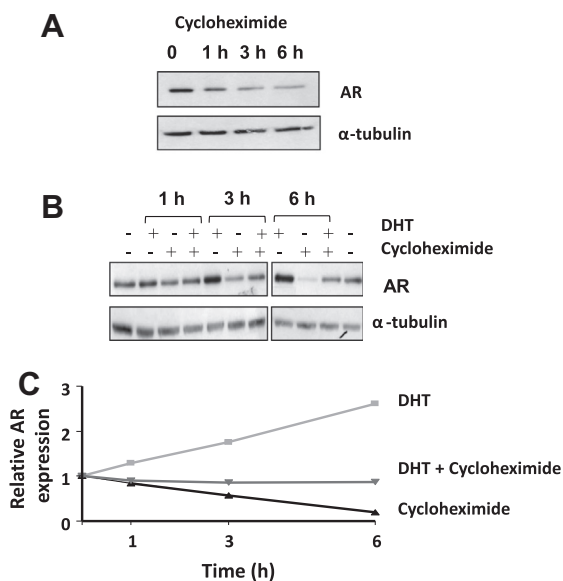 A
Cycloheximide
0 1 h 3 h 6 h
AR
α-tubulin
B
1 h 3 h 6 h
- + - + + - + + - + - DHT
- - + + - + + - + + - Cycloheximide
AR
α-tubulin
C
Relative AR
expression
3
2
1
0
DHT
DHT + Cycloheximide
Cycloheximide
1 3 6
Time (h)